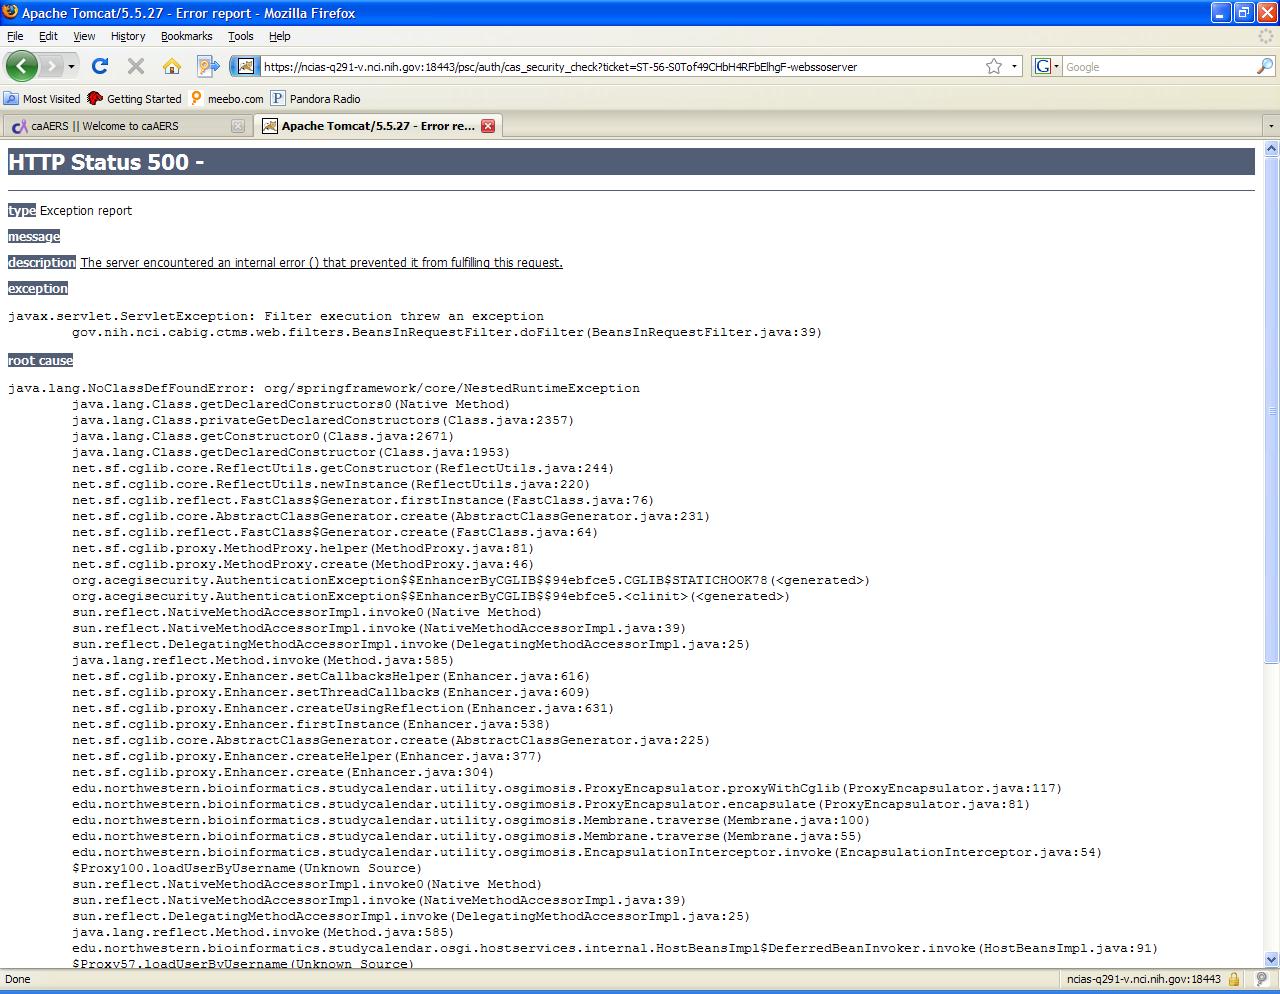 Apache Tomcat/5.5.27 - Error report - Mozilla Firefox
File Edit View History Bookmarks Tools Help
https://ncias-q291-v.nci.nih.gov:18443/psc/auth/cas_security_check?ticket=ST-56-S0Tof49CHbH4RFbElhgF-webssoserver
G Google
Most Visited Getting Started meebo.com P Pandora Radio
caAERS || Welcome to caAERS Apache Tomcat/5.5.27 - Error re...
HTTP Status 500 -
type Exception report
message
description The server encountered an internal error () that prevented it from fulfilling this request.
exception
javax.servlet.ServletException: Filter execution threw an exception
gov.nih.nci.cabig.ctms.web.filters.BeansInRequestFilter.doFilter(BeansInRequestFilter.java:39)
root cause
java.lang.NoClassDefFoundError: org/springframework/core/NestedRuntimeException
java.lang.Class.getDeclaredConstructors0(Native Method)
java.lang.Class.privateGetDeclaredConstructors(Class.java:2357)
java.lang.Class.getConstructor0(Class.java:2671)
java.lang.Class.getDeclaredConstructor(Class.java:1953)
net.sf.cglib.core.ReflectUtils.getConstructor(ReflectUtils.java:244)
net.sf.cglib.core.ReflectUtils.newInstance(ReflectUtils.java:220)
net.sf.cglib.reflect.FastClass$Generator.firstInstance(FastClass.java:76)
net.sf.cglib.core.AbstractClassGenerator.create(AbstractClassGenerator.java:231)
net.sf.cglib.reflect.FastClass$Generator.create(FastClass.java:64)
net.sf.cglib.proxy.MethodProxy.helper(MethodProxy.java:81)
net.sf.cglib.proxy.MethodProxy.create(MethodProxy.java:46)
org.acegisecurity.AuthenticationException$$EnhancerByCGLIB$$94ebfce5.CGLIB$STATICHOOK78(<generated>)
org.acegisecurity.AuthenticationException$$EnhancerByCGLIB$$94ebfce5.<clinit>(<generated>)
sun.reflect.NativeMethodAccessorImpl.invoke0(Native Method)
sun.reflect.NativeMethodAccessorImpl.invoke(NativeMethodAccessorImpl.java:39)
sun.reflect.DelegatingMethodAccessorImpl.invoke(DelegatingMethodAccessorImpl.java:25)
java.lang.reflect.Method.invoke(Method.java:585)
net.sf.cglib.proxy.Enhancer.setCallbacksHelper(Enhancer.java:616)
net.sf.cglib.proxy.Enhancer.setThreadCallbacks(Enhancer.java:609)
net.sf.cglib.proxy.Enhancer.createUsingReflection(Enhancer.java:631)
net.sf.cglib.proxy.Enhancer.firstInstance(Enhancer.java:538)
net.sf.cglib.core.AbstractClassGenerator.create(AbstractClassGenerator.java:225)
net.sf.cglib.proxy.Enhancer.createHelper(Enhancer.java:377)
net.sf.cglib.proxy.Enhancer.create(Enhancer.java:304)
edu.northwestern.bioinformatics.studycalendar.utility.osgimosis.ProxyEncapsulator.proxyWithCglib(ProxyEncapsulator.java:117)
edu.northwestern.bioinformatics.studycalendar.utility.osgimosis.ProxyEncapsulator.encapsulate(ProxyEncapsulator.java:81)
edu.northwestern.bioinformatics.studycalendar.utility.osgimosis.Membrane.traverse(Membrane.java:100)
edu.northwestern.bioinformatics.studycalendar.utility.osgimosis.Membrane.traverse(Membrane.java:55)
edu.northwestern.bioinformatics.studycalendar.utility.osgimosis.EncapsulationInterceptor.invoke(EncapsulationInterceptor.java:54)
$Proxy100.loadUserByUsername(Unknown Source)
sun.reflect.NativeMethodAccessorImpl.invoke0(Native Method)
sun.reflect.NativeMethodAccessorImpl.invoke(NativeMethodAccessorImpl.java:39)
sun.reflect.DelegatingMethodAccessorImpl.invoke(DelegatingMethodAccessorImpl.java:25)
java.lang.reflect.Method.invoke(Method.java:585)
edu.northwestern.bioinformatics.studycalendar.osgi.hostservices.internal.HostBeansImpl$DeferredBeanInvoker.invoke(HostBeansImpl.java:91)
$Proxy57.loadUserByUsername(Unknown Source)
Done ncias-q291-v.nci.nih.gov:18443